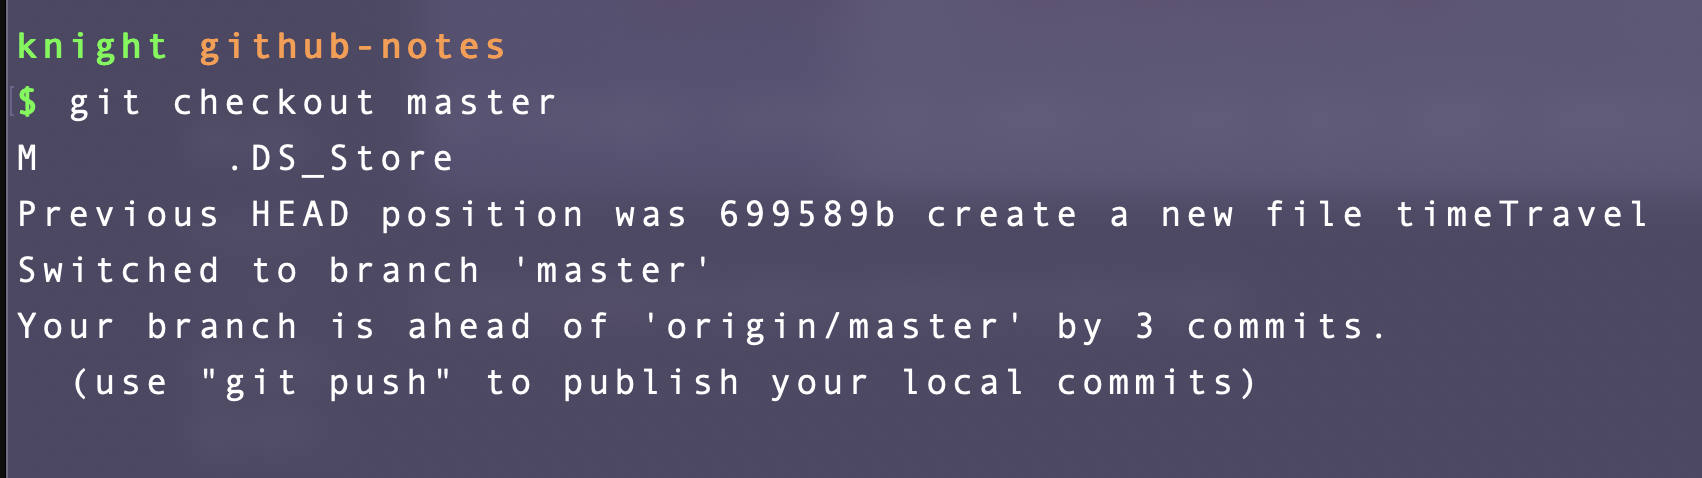 knight github-notes
$ git checkout master
M       .DS_Store
Previous HEAD position was 699589b create a new file timeTravel
Switched to branch 'master'
Your branch is ahead of 'origin/master' by 3 commits.
  (use "git push" to publish your local commits)